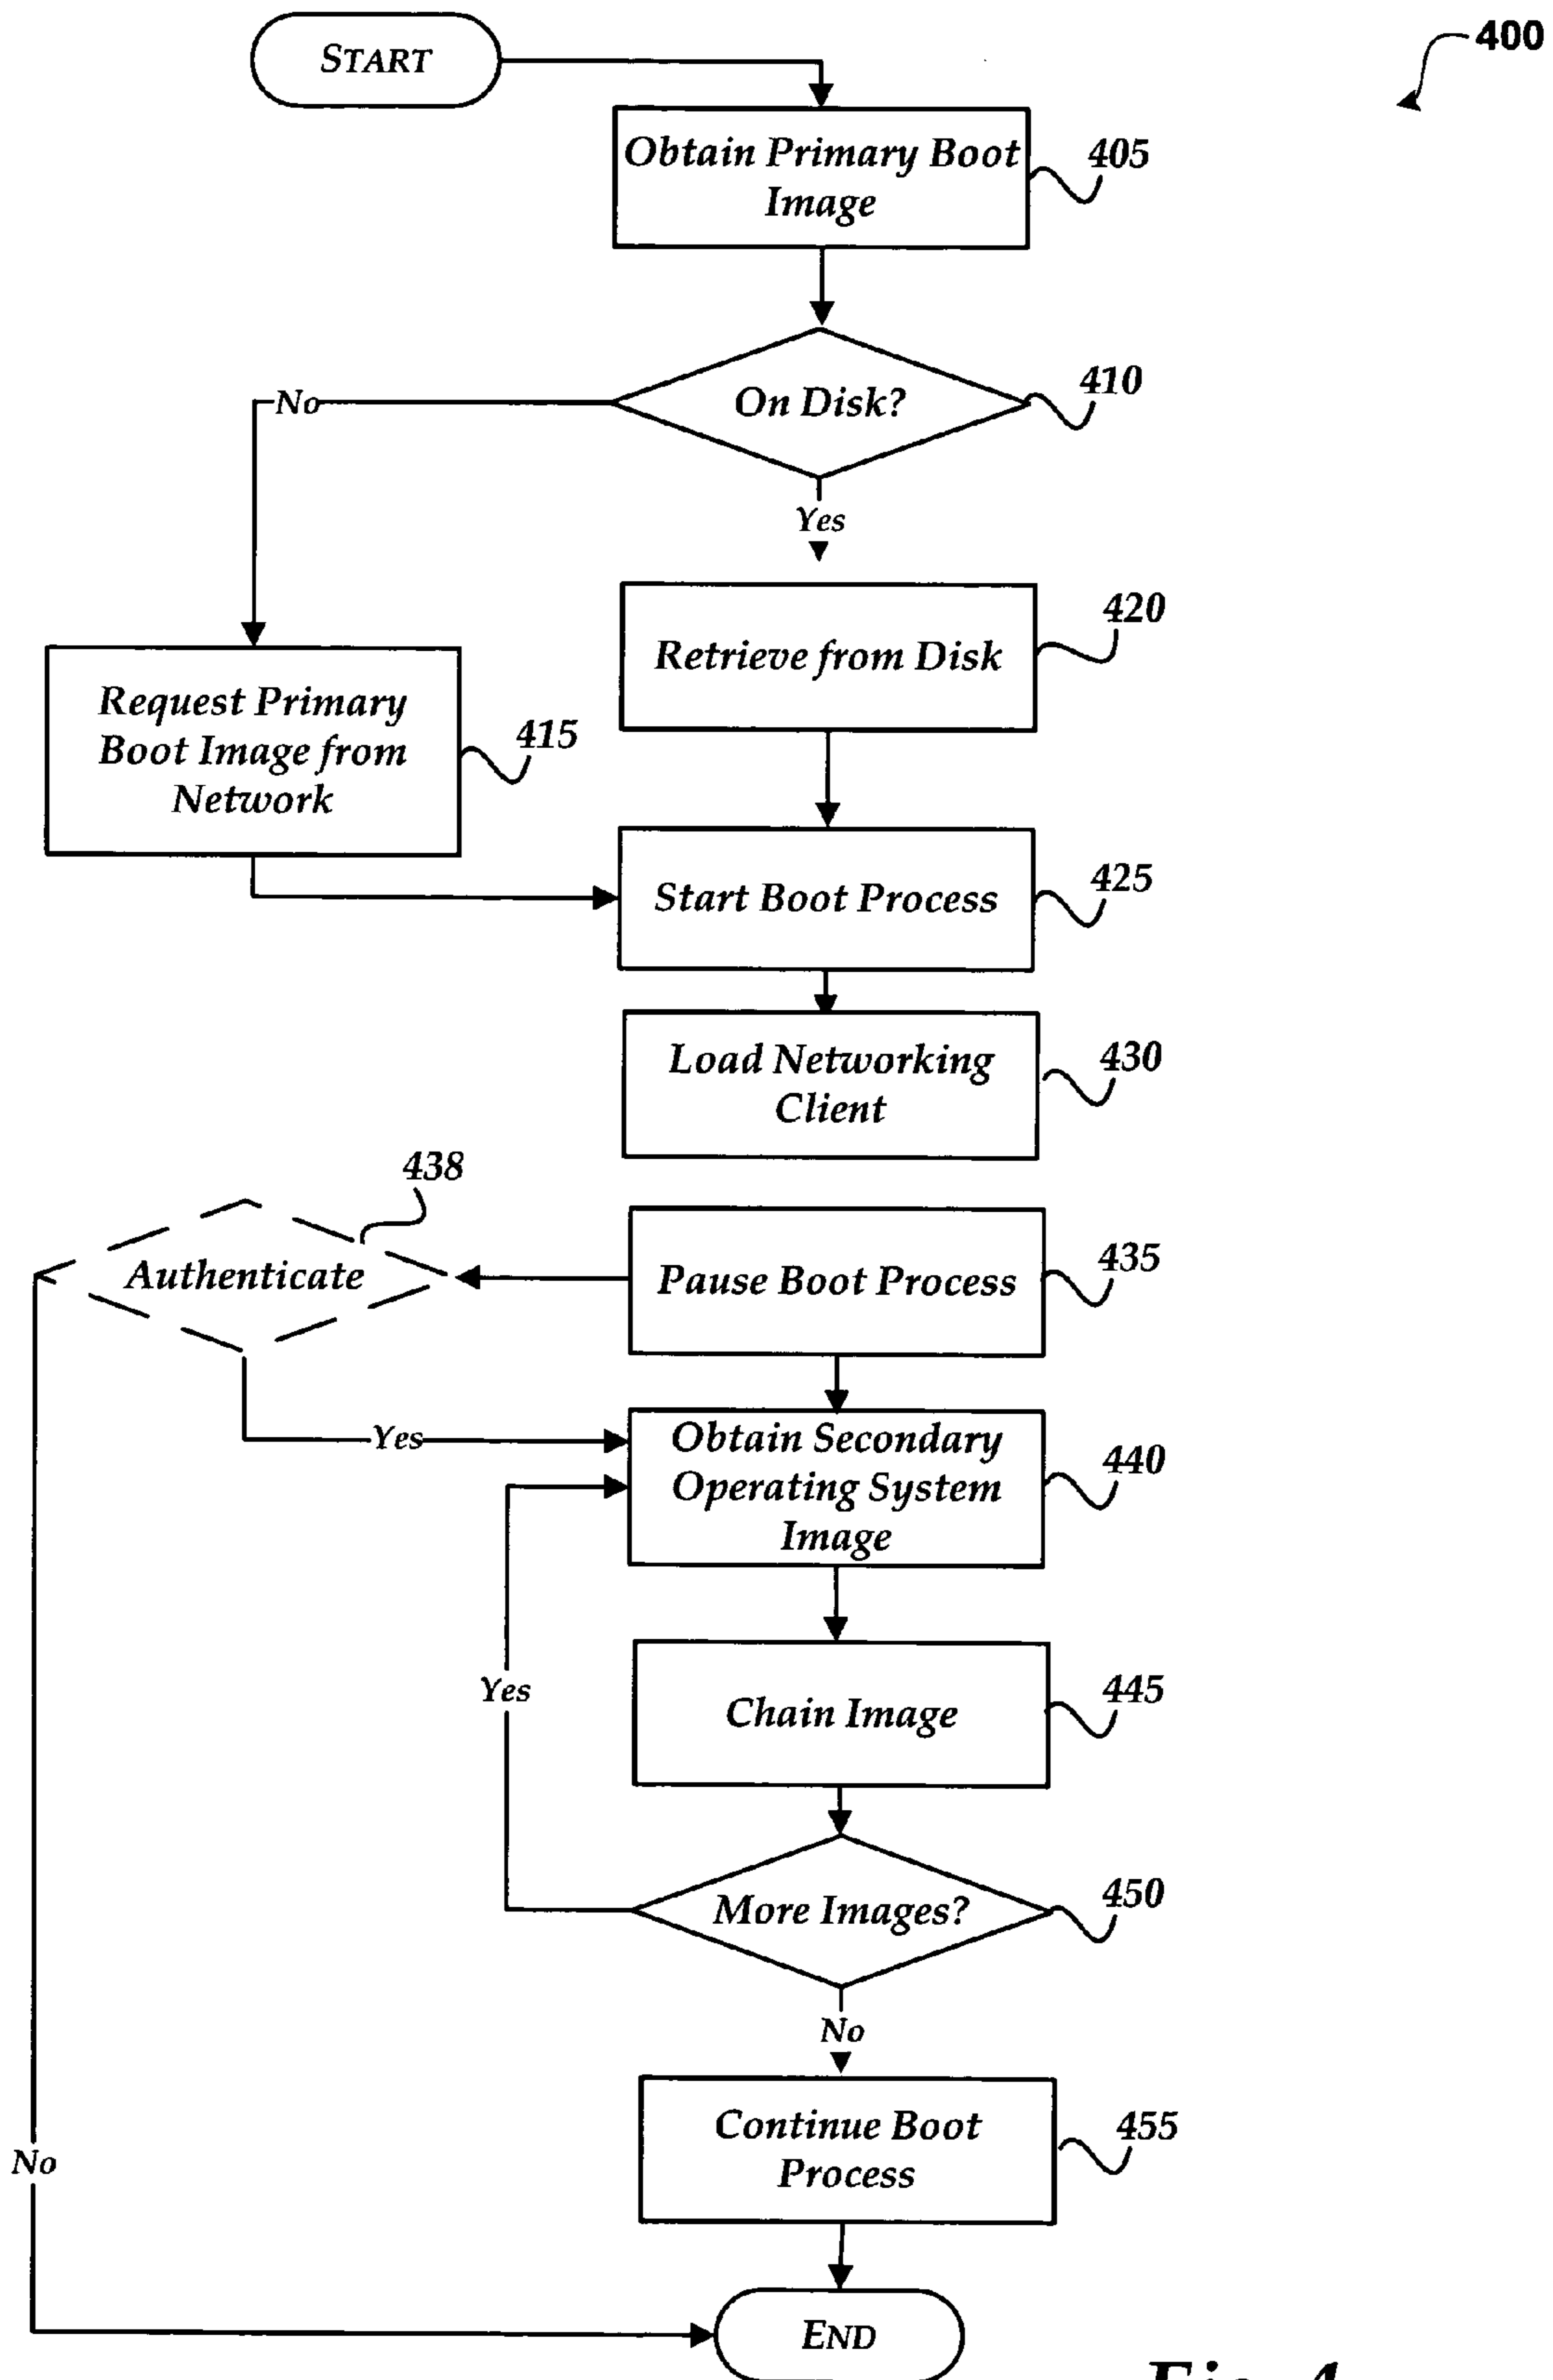 START
400
Obtain Primary Boot
Image
405
On Disk?
410
No
Yes
Retrieve from Disk
420
Request Primary
Boot Image from
Network
415
Start Boot Process
425
Load Networking
Client
430
438
Authenticate
Pause Boot Process
435
Yes
Obtain Secondary
Operating System
Image
440
Yes
Chain Image
445
More Images?
450
No
Continue Boot
Process
455
No
END
Fig. 4